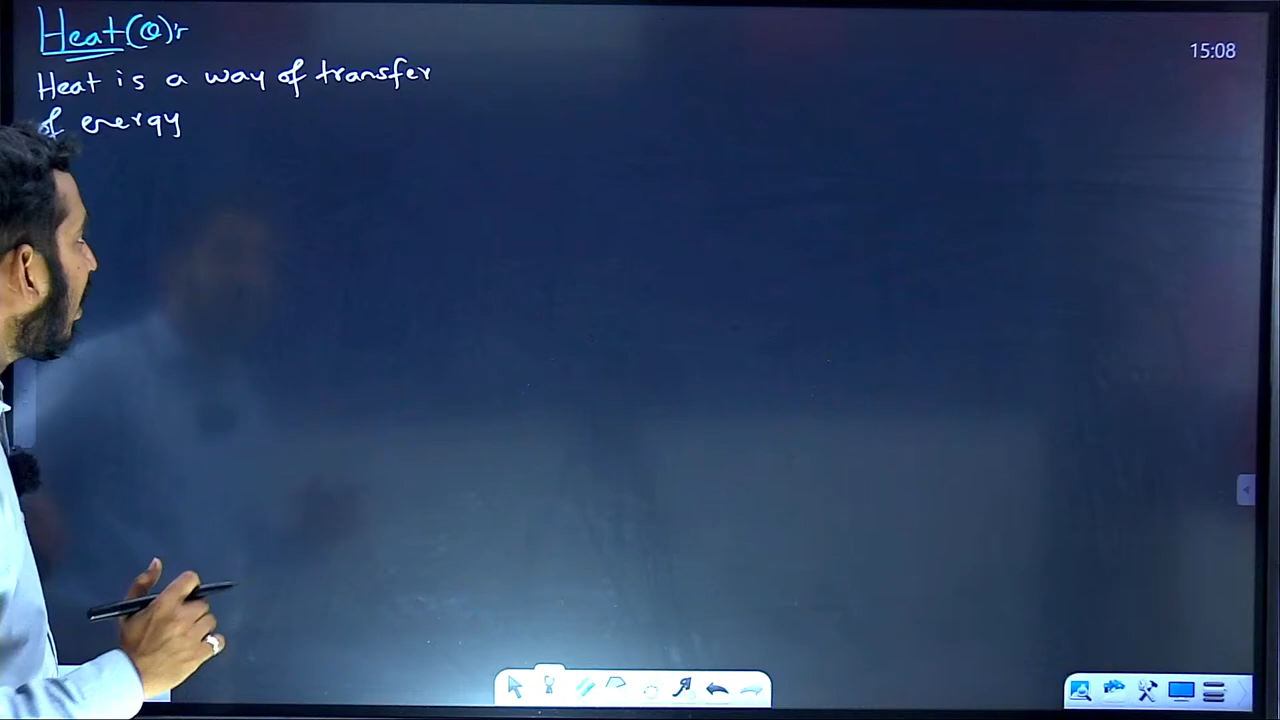 Heat (Q):-
15:08
Heat is a way of transfer
of energy